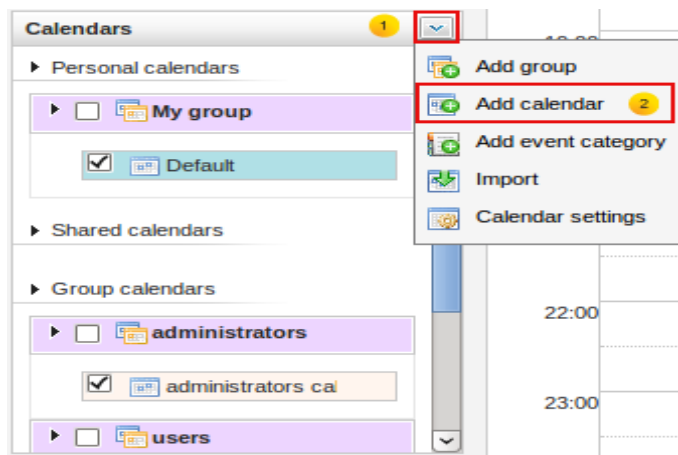 Calendars 1
Personal calendars
My group
Default
Shared calendars
Group calendars
administrators
administrators cal
users
Add group
Add calendar 2
Add event category
Import
Calendar settings
22:00
23:00